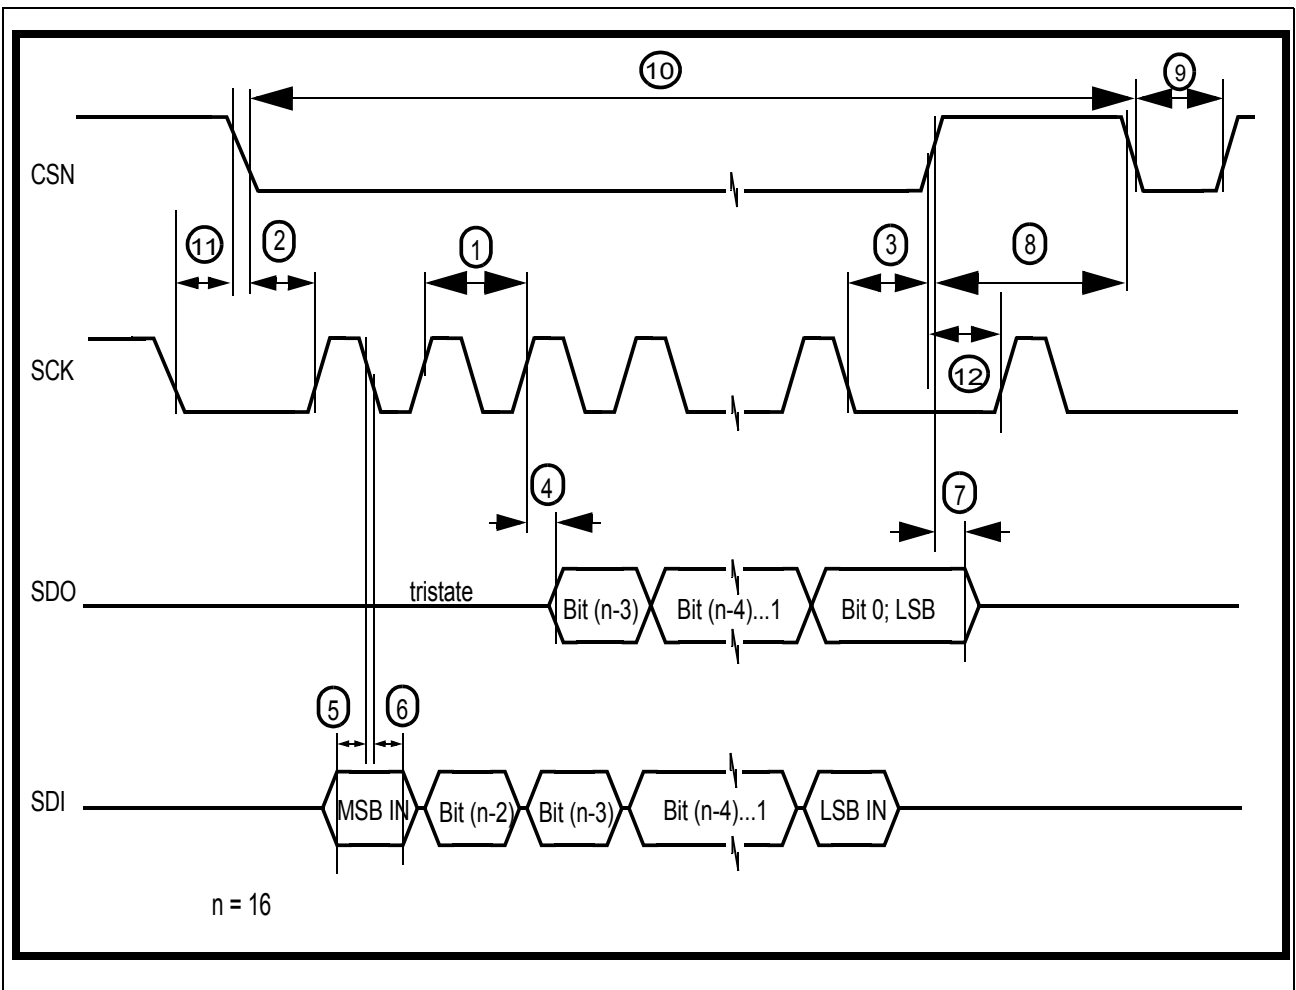 10
9
CSN
11
2
1
3
8
SCK
12
4
7
SDO
tristate
Bit (n-3)
Bit (n-4)...1
Bit 0; LSB
5
6
SDI
MSB IN
Bit (n-2)
Bit (n-3)
Bit (n-4)...1
LSB IN
n = 16